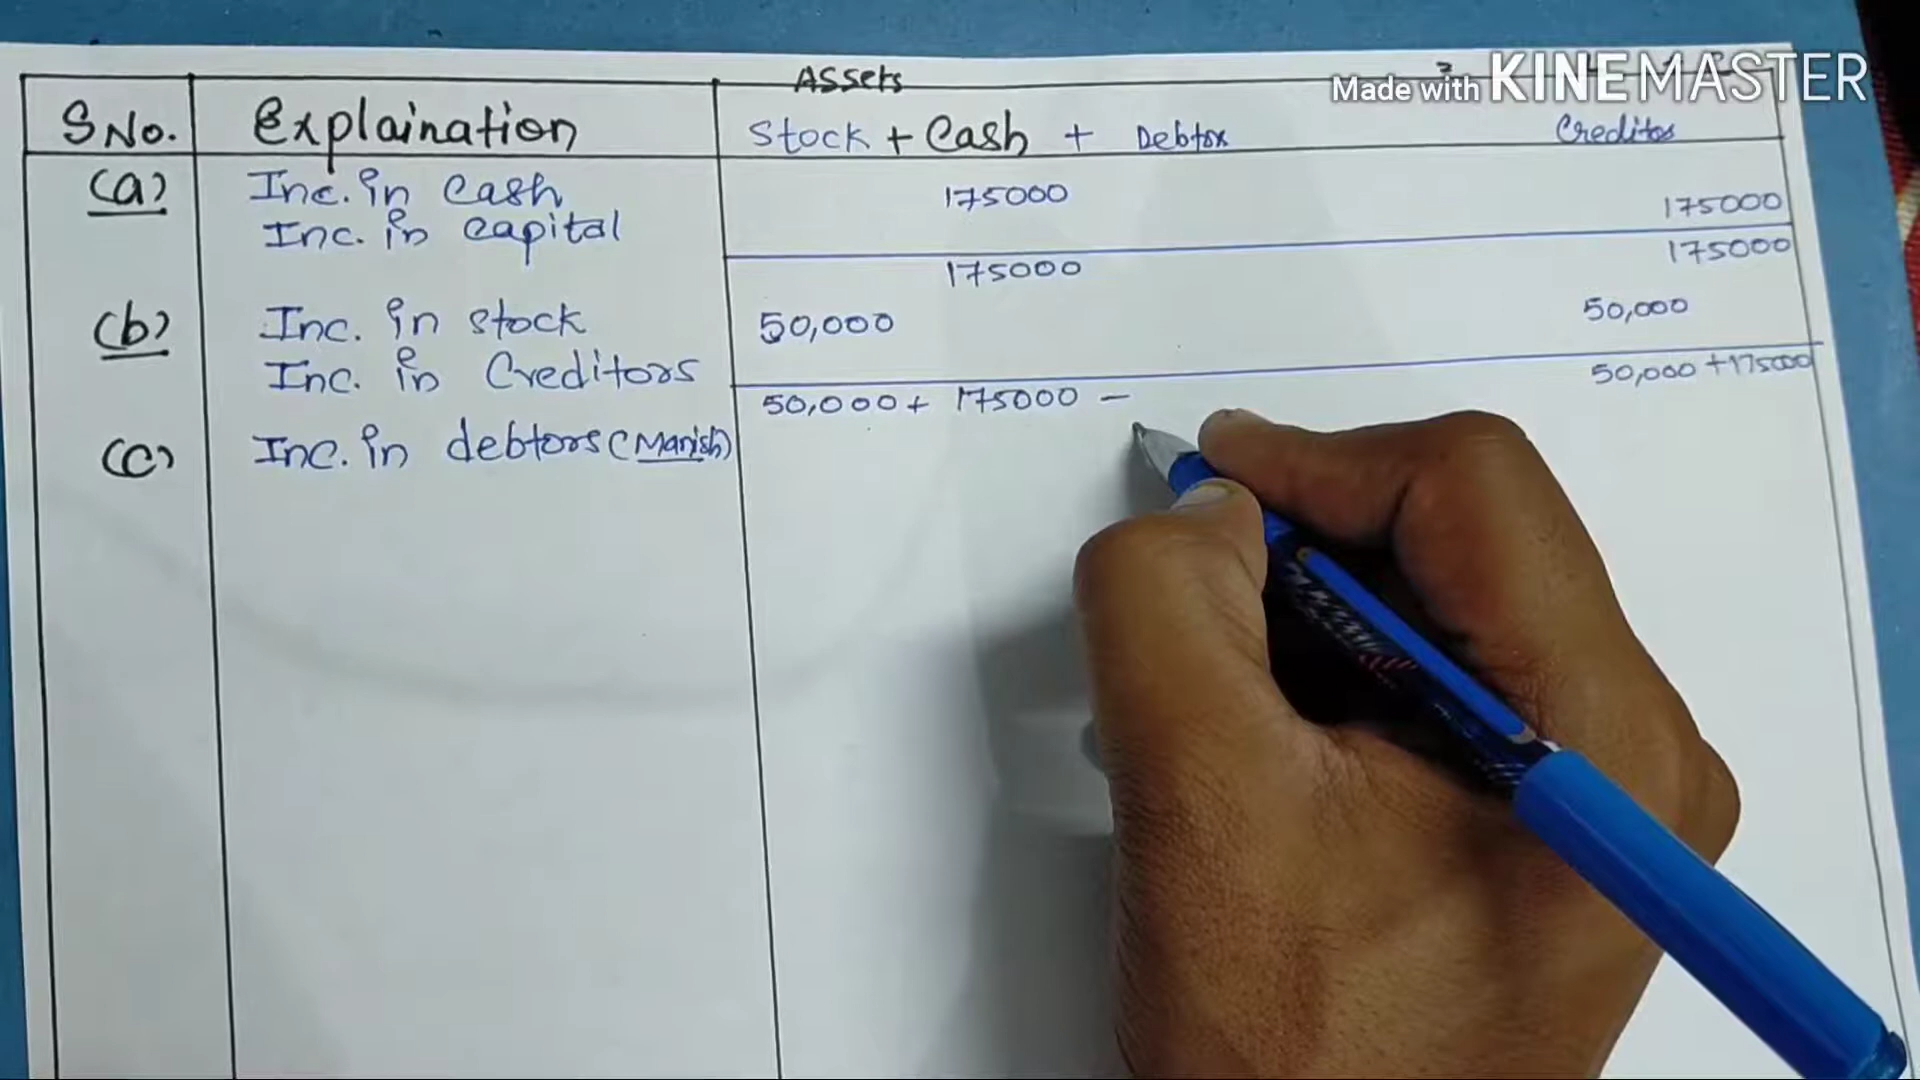 Assets
Made with KINEMASTER
S No. Explaination Stock + Cash + Debtor Creditos
(a) Inc. in cash 175000 175000
Inc. in capital
175000 175000
(b) Inc. in stock 50,000 50,000
Inc. in Creditors
50,000 + 175000 - 50,000 + 175000
(c) Inc. in debtors (Manish)